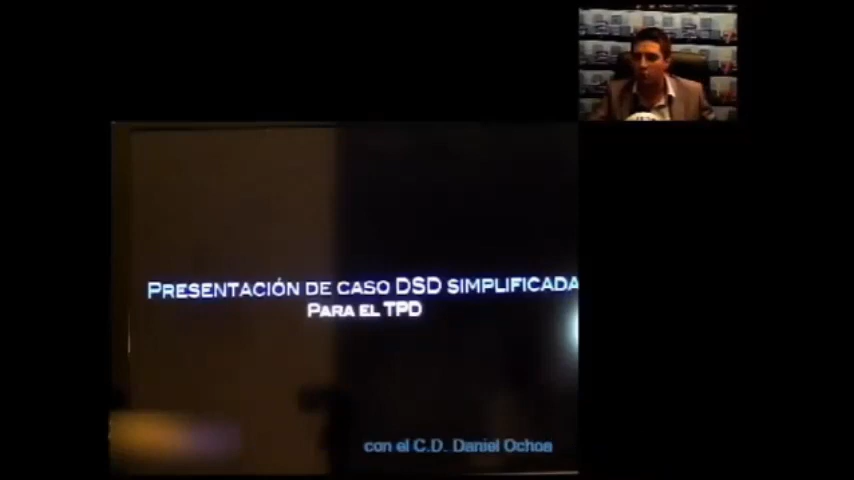 PRESENTACIÓN DE CASO DSD SIMPLIFICADA
PARA EL TPD
con el C.D. Daniel Ochoa